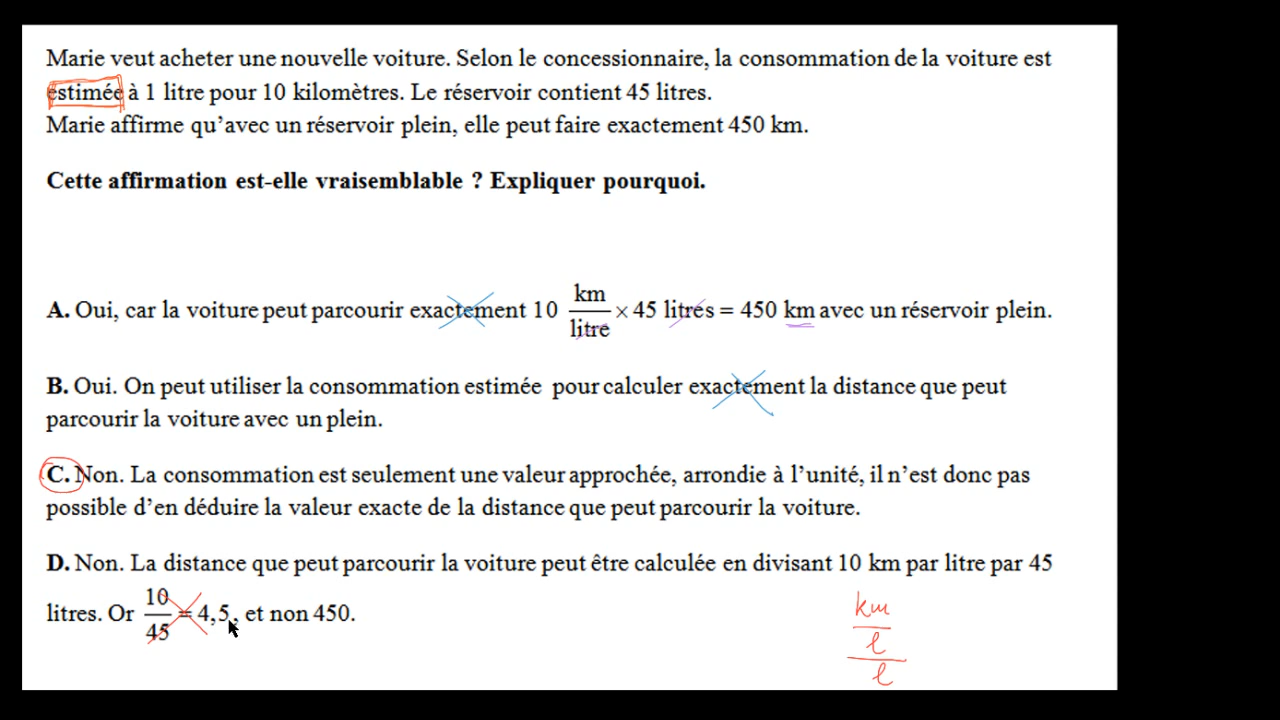 Marie veut acheter une nouvelle voiture. Selon le concessionnaire, la consommation de la voiture est
estimée à 1 litre pour 10 kilomètres. Le réservoir contient 45 litres.
Marie affirme qu’avec un réservoir plein, elle peut faire exactement 450 km.
Cette affirmation est-elle vraisemblable ? Expliquer pourquoi.
A. Oui, car la voiture peut parcourir exactement 10 km/litre × 45 litres = 450 km avec un réservoir plein.
B. Oui. On peut utiliser la consommation estimée pour calculer exactement la distance que peut
parcourir la voiture avec un plein.
C. Non. La consommation est seulement une valeur approchée, arrondie à l’unité, il n’est donc pas
possible d’en déduire la valeur exacte de la distance que peut parcourir la voiture.
D. Non. La distance que peut parcourir la voiture peut être calculée en divisant 10 km par litre par 45
litres. Or 10/45 = 4,5, et non 450.
km
l
l